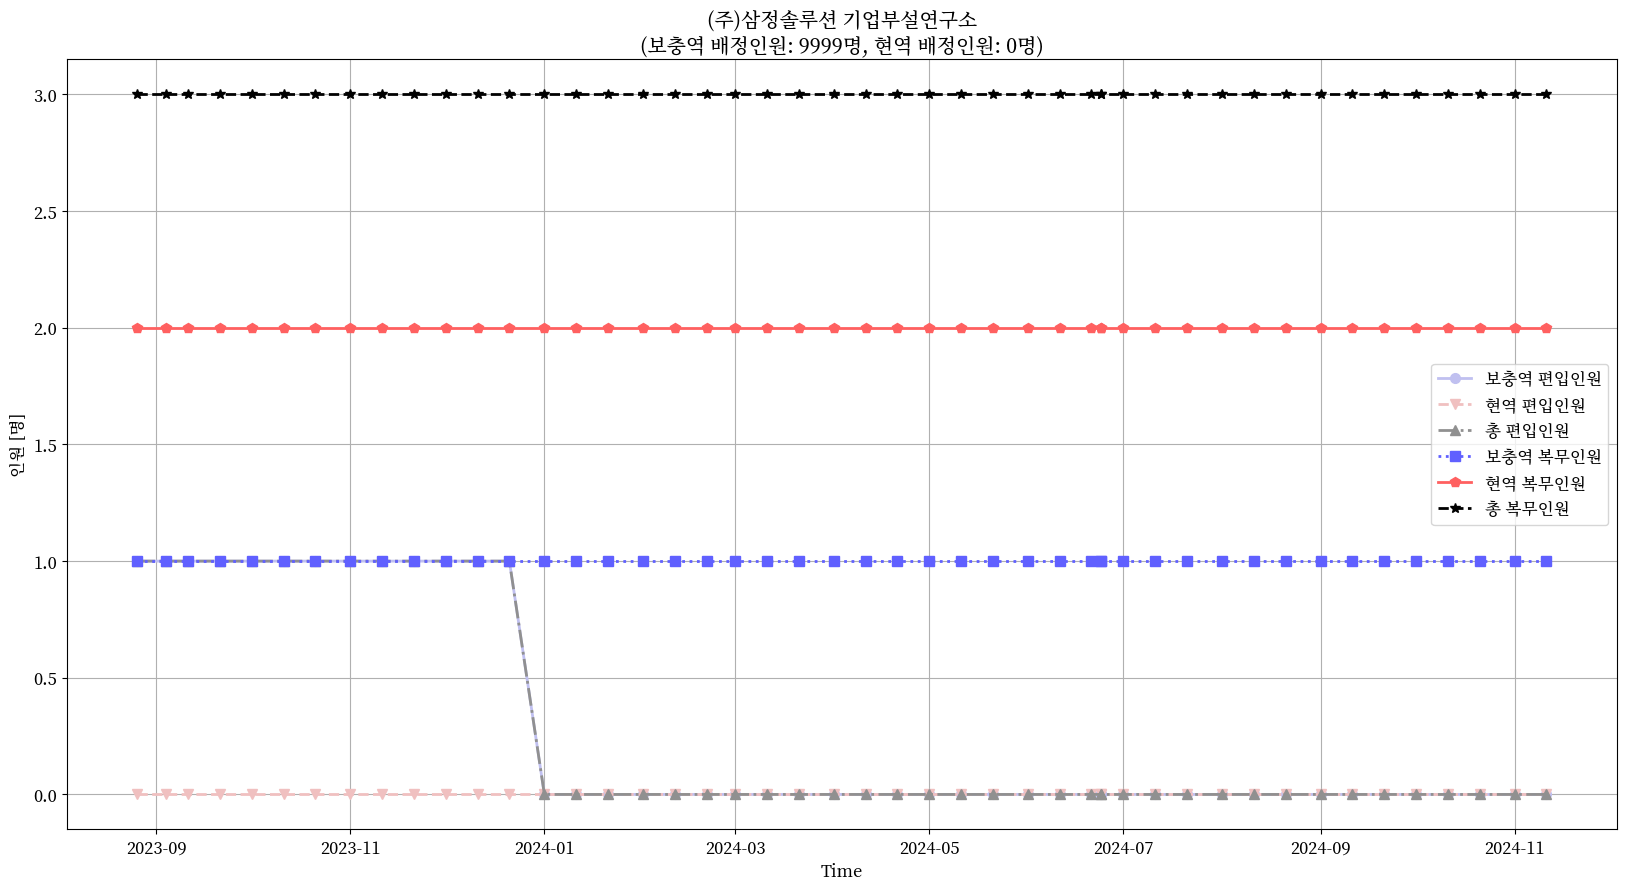 (주)삼정솔루션 기업부설연구소
(보충역 배정인원: 9999명, 현역 배정인원: 0명)
3.0
2.5
2.0
1.5
1.0
0.5
0.0
인원 [명]
보충역 편입인원
현역 편입인원
총 편입인원
보충역 복무인원
현역 복무인원
총 복무인원
2023-09 2023-11 2024-01 2024-03 2024-05 2024-07 2024-09 2024-11
Time